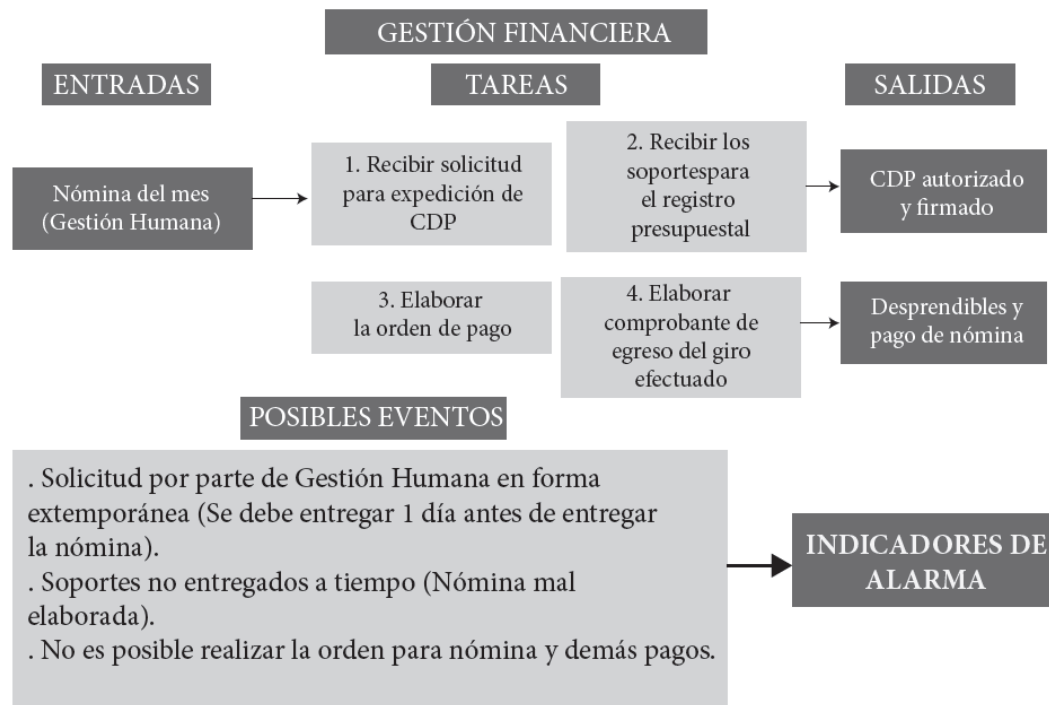 GESTIÓN FINANCIERA
ENTRADAS
TAREAS
SALIDAS
Nómina del mes
(Gestión Humana)
1. Recibir solicitud
para expedición de
CDP
2. Recibir los
soportespara
el registro
presupuestal
CDP autorizado
y firmado
3. Elaborar
la orden de pago
4. Elaborar
comprobante de
egreso del giro
efectuado
Desprendibles y
pago de nómina
POSIBLES EVENTOS
. Solicitud por parte de Gestión Humana en forma
extemporánea (Se debe entregar 1 día antes de entregar
la nómina).
. Soportes no entregados a tiempo (Nómina mal
elaborada).
. No es posible realizar la orden para nómina y demás pagos.
INDICADORES DE
ALARMA